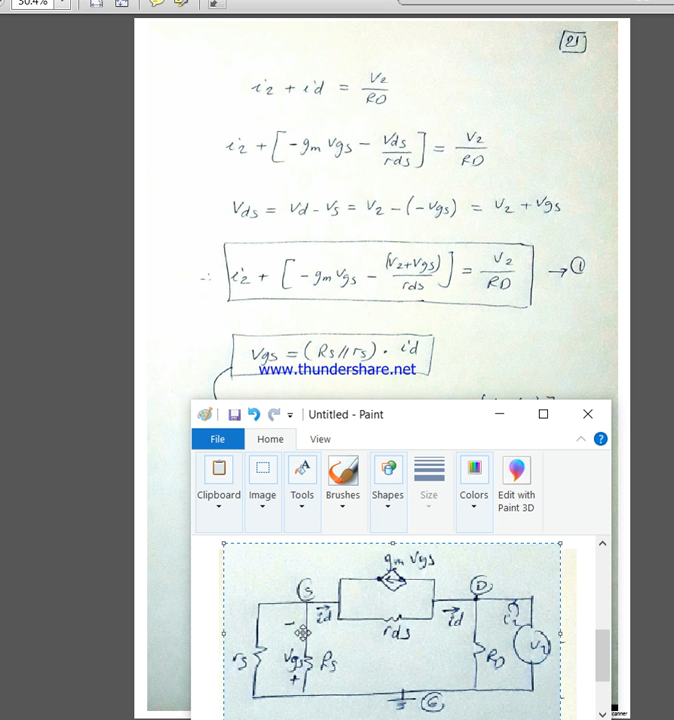 30.4%
[21]
i2 + id = V2/RD
i2 + [-gm Vgs - Vds/rds] = V2/RD
Vds = Vd - Vs = V2 - (-Vgs) = V2 + Vgs
∴ i2 + [-gm Vgs - (V2+Vgs)/rds] = V2/RD → ①
Vgs = (Rs // rs) · id
www.thundershare.net
Untitled - Paint
File Home View
Clipboard Image Tools Brushes Shapes Size Colors Edit with Paint 3D
gm Vgs
S D
id id i2
rds
-
rs Vgs Rs RD V2
+
G
canner